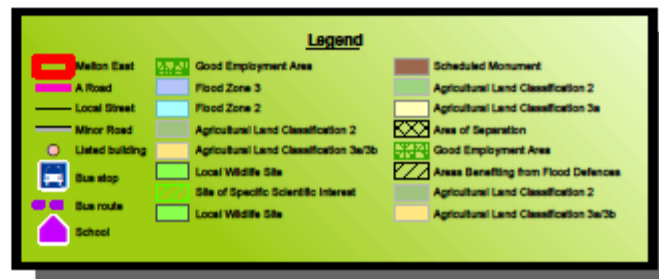 Legend
Melton East
A Road
Local Street
Minor Road
Listed building
Bus stop
Bus route
School
Good Employment Area
Flood Zone 3
Flood Zone 2
Agricultural Land Classification 2
Agricultural Land Classification 3a/3b
Local Wildlife Site
Site of Specific Scientific Interest
Local Wildlife Site
Scheduled Monument
Agricultural Land Classification 2
Agricultural Land Classification 3a
Area of Separation
Good Employment Area
Areas Benefiting from Flood Defences
Agricultural Land Classification 2
Agricultural Land Classification 3a/3b